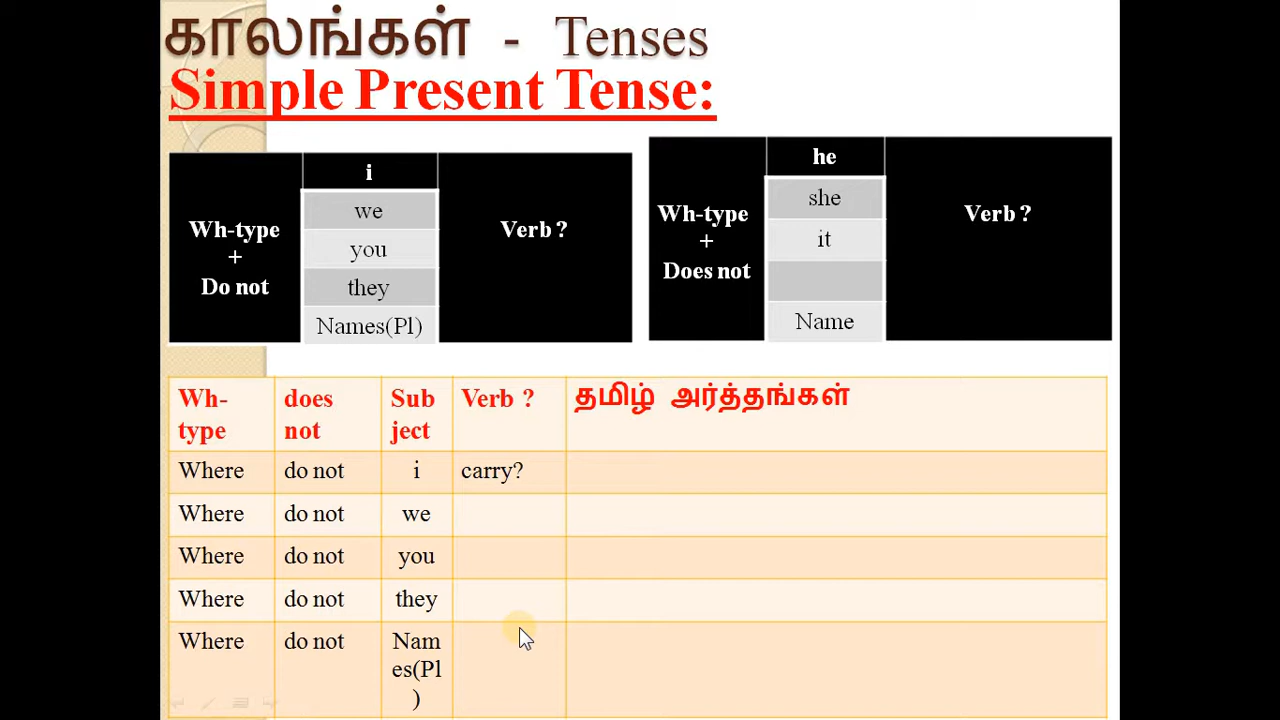 காலங்கள் - Tenses
Simple Present Tense:
Wh-type
+
Do not
i
we
you
they
Names(Pl)
Verb ?
Wh-type
+
Does not
he
she
it
Name
Verb ?
Wh-
type
does
not
Sub
ject
Verb ?
தமிழ் அர்த்தங்கள்
Where do not i carry?
Where do not we
Where do not you
Where do not they
Where do not Nam
es(Pl
)